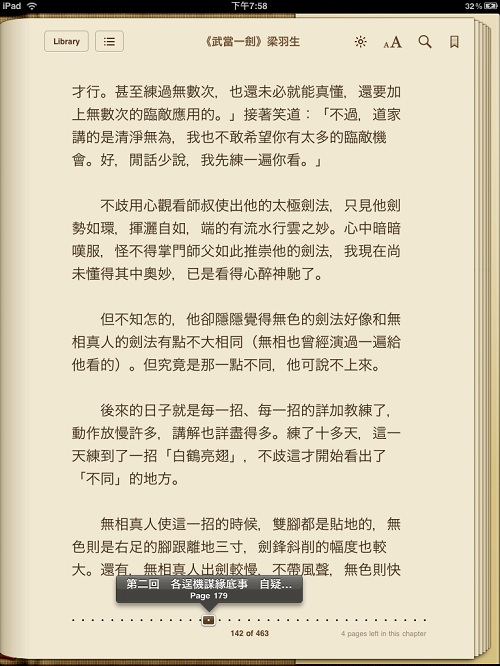 iPad 下午7:58 32%
Library 《武當一劍》梁羽生 AA
才行。甚至練過無數次，也還未必就能真懂，還要加
上無數次的臨敵應用的。」接著笑道：「不過，道家
講的是清淨無為，我也不敢希望你有太多的臨敵機
會。好，閒話少說，我先練一遍你看。」
不歧用心觀看師叔使出他的太極劍法，只見他劍
勢如環，揮灑自如，端的有流水行雲之妙。心中暗暗
嘆服，怪不得掌門師父如此推崇他的劍法，我現在尚
未懂得其中奧妙，已是看得心醉神馳了。
但不知怎的，他卻隱隱覺得無色的劍法好像和無
相真人的劍法有點不大相同（無相也曾經演過一遍給
他看的）。但究竟是那一點不同，他可說不上來。
後來的日子就是每一招、每一招的詳加教練了，
動作放慢許多，講解也詳盡得多。練了十多天，這一
天練到了一招「白鶴亮翅」，不歧這才開始看出了
「不同」的地方。
無相真人使這一招的時候，雙腳都是貼地的，無
色則是右足的腳跟離地三寸，劍鋒斜削的幅度也較
大。還有，無相真人出劍較慢，不帶風聲，無色則快
第二回 各逞機謀緣底事 自疑...
Page 179
142 of 463 4 pages left in this chapter